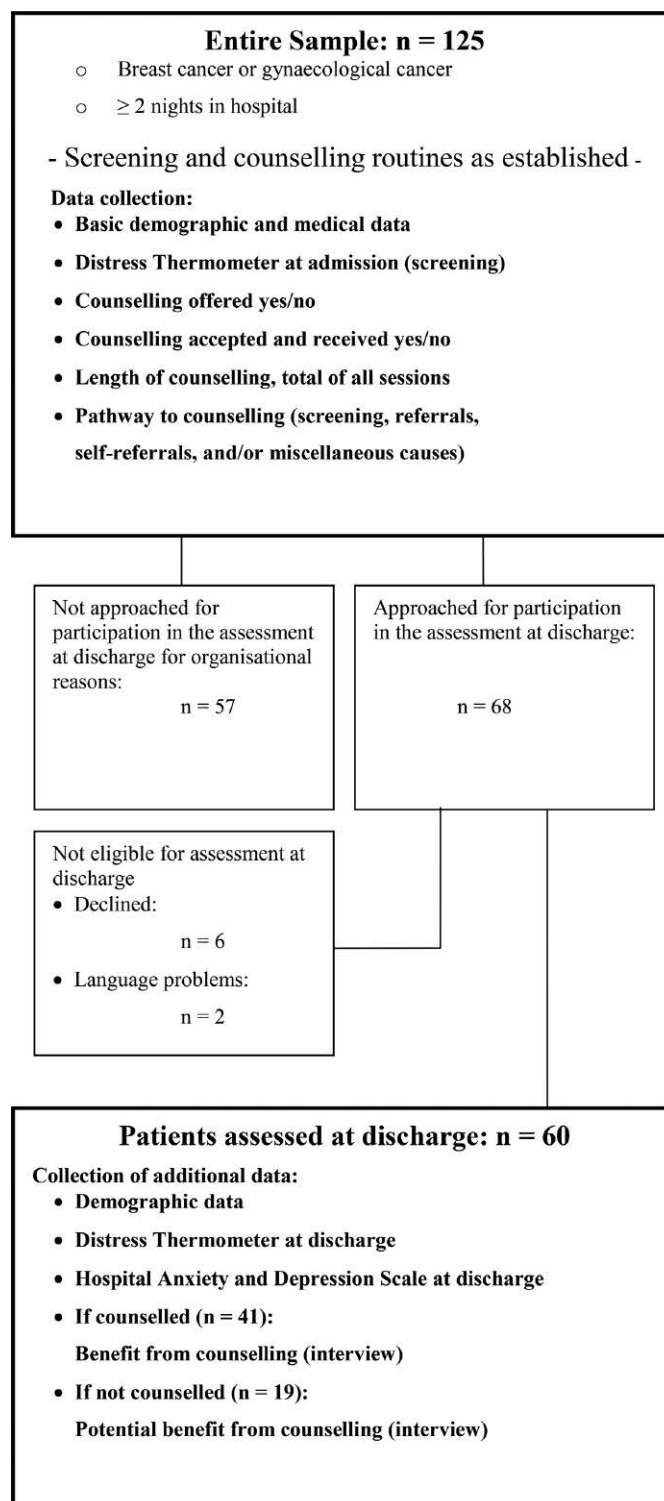 Entire Sample: n = 125
○ Breast cancer or gynaecological cancer
○ ≥ 2 nights in hospital
- Screening and counselling routines as established -
Data collection:
• Basic demographic and medical data
• Distress Thermometer at admission (screening)
• Counselling offered yes/no
• Counselling accepted and received yes/no
• Length of counselling, total of all sessions
• Pathway to counselling (screening, referrals,
self-referrals, and/or miscellaneous causes)
Not approached for
participation in the assessment
at discharge for organisational
reasons:
n = 57
Approached for participation
in the assessment at discharge:
n = 68
Not eligible for assessment at
discharge
• Declined:
n = 6
• Language problems:
n = 2
Patients assessed at discharge: n = 60
Collection of additional data:
• Demographic data
• Distress Thermometer at discharge
• Hospital Anxiety and Depression Scale at discharge
• If counselled (n = 41):
Benefit from counselling (interview)
• If not counselled (n = 19):
Potential benefit from counselling (interview)